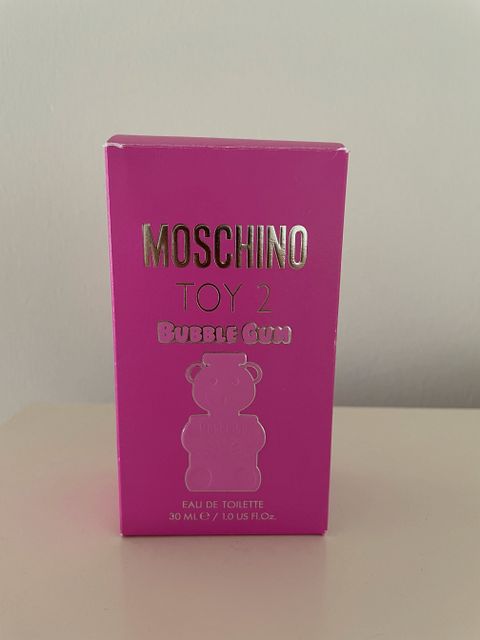 MOSCHINO
TOY 2
BUBBLE GUM
EAU DE TOILETTE
30 ML ℮ / 1.0 US Fl.Oz.